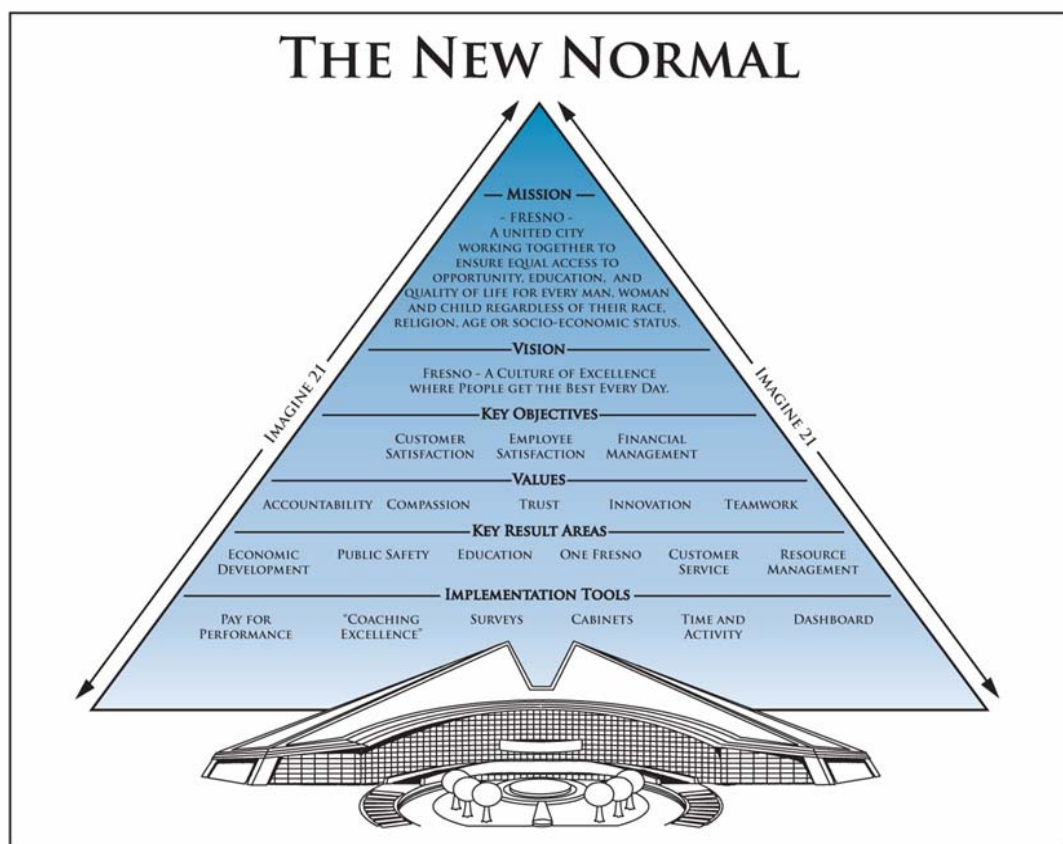 THE NEW NORMAL
MISSION
- FRESNO -
A UNITED CITY
WORKING TOGETHER TO
ENSURE EQUAL ACCESS TO
OPPORTUNITY, EDUCATION, AND
QUALITY OF LIFE FOR EVERY MAN, WOMAN
AND CHILD REGARDLESS OF THEIR RACE,
RELIGION, AGE OR SOCIO-ECONOMIC STATUS.
VISION
FRESNO - A CULTURE OF EXCELLENCE
WHERE PEOPLE GET THE BEST EVERY DAY.
IMAGINE 21
IMAGINE 21
KEY OBJECTIVES
CUSTOMER SATISFACTION
EMPLOYEE SATISFACTION
FINANCIAL MANAGEMENT
VALUES
ACCOUNTABILITY COMPASSION TRUST INNOVATION TEAMWORK
KEY RESULT AREAS
ECONOMIC DEVELOPMENT
PUBLIC SAFETY
EDUCATION
ONE FRESNO
CUSTOMER SERVICE
RESOURCE MANAGEMENT
IMPLEMENTATION TOOLS
PAY FOR PERFORMANCE
"COACHING EXCELLENCE"
SURVEYS
CABINETS
TIME AND ACTIVITY
DASHBOARD